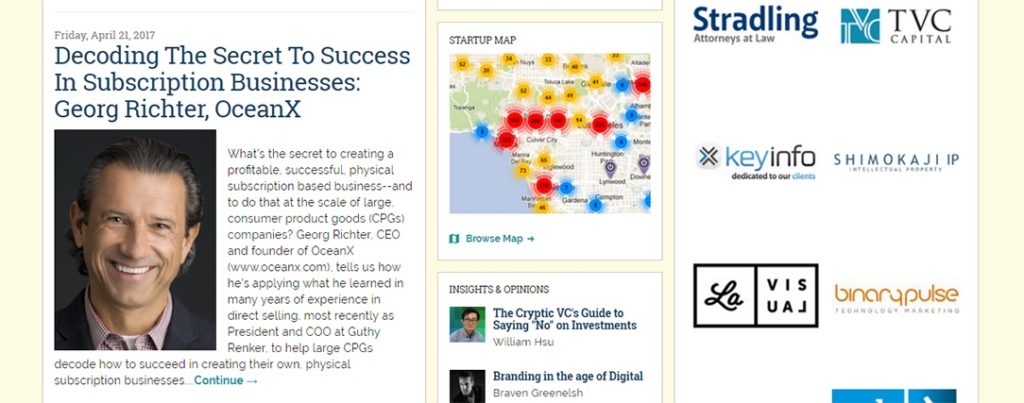 Friday, April 21, 2017
Decoding The Secret To Success
In Subscription Businesses:
Georg Richter, OceanX
What's the secret to creating a
profitable, successful, physical
subscription based business--and
to do that at the scale of large,
consumer product goods (CPGs)
companies? Georg Richter, CEO
and founder of OceanX
(www.oceanx.com), tells us how
he's applying what he learned in
many years of experience in
direct selling, most recently as
President and COO at Guthy
Renker, to help large CPGs
decode how to succeed in creating their own, physical
subscription businesses....Continue →
STARTUP MAP
Toluca Lake
Topanga
Culver City
Huntington
Inglewood
Lynwood
Gardena
Compton
Browse Map →
INSIGHTS & OPINIONS
The Cryptic VC's Guide to
Saying "No" on Investments
William Hsu
Branding in the age of Digital
Braven Greenelsh
Stradling
Attorneys at Law
TVC
CAPITAL
keyinfo
dedicated to our clients
SHIMOKAJI IP
INTELLECTUAL PROPERTY
La
VIS
UAL
binarypulse
TECHNOLOGY MARKETING